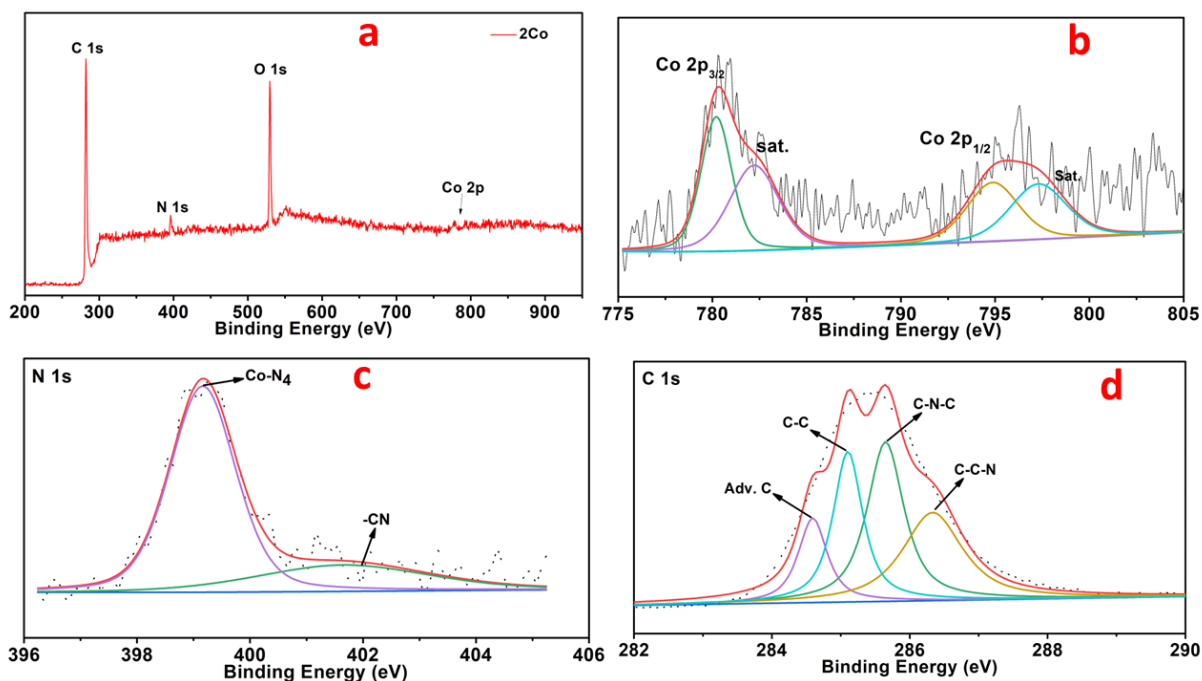 a
2Co
C 1s
N 1s
O 1s
Co 2p
200 300 400 500 600 700 800 900
Binding Energy (eV)
b
Co 2p3/2
sat.
Co 2p1/2
Sat.
775 780 785 790 795 800 805
Binding Energy (eV)
N 1s
c
Co-N4
-CN
396 398 400 402 404 406
Binding Energy (eV)
C 1s
d
C-N-C
C-C
C-C-N
Adv. C
282 284 286 288 290
Binding Energy (eV)